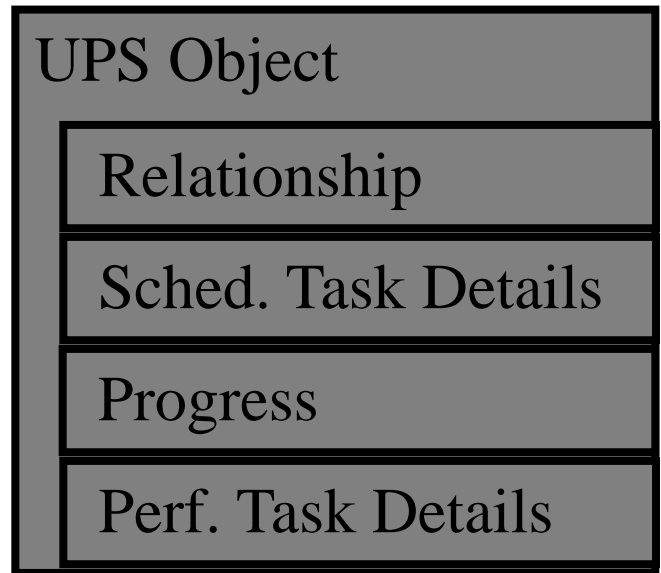 UPS Object
Relationship
Sched. Task Details
Progress
Perf. Task Details